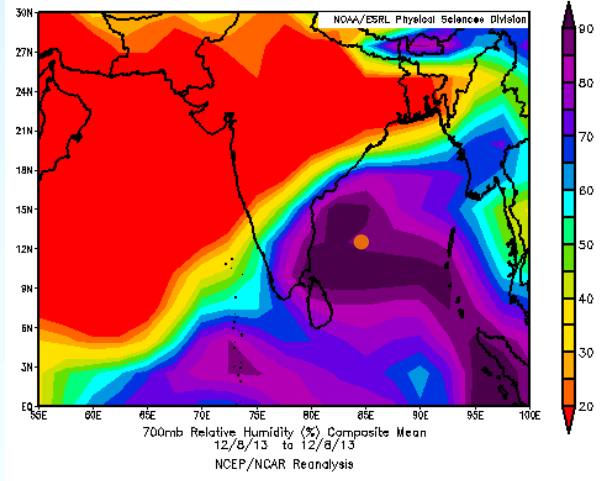 NOAA/ESRL Physical Sciences Division
30N
27N
24N
21N
18N
15N
12N
9N
6N
3N
EQ
55E 60E 65E 70E 75E 80E 85E 90E 95E 100E
90
80
70
60
50
40
30
20
700mb Relative Humidity (%) Composite Mean
12/8/13 to 12/8/13
NCEP/NCAR Reanalysis